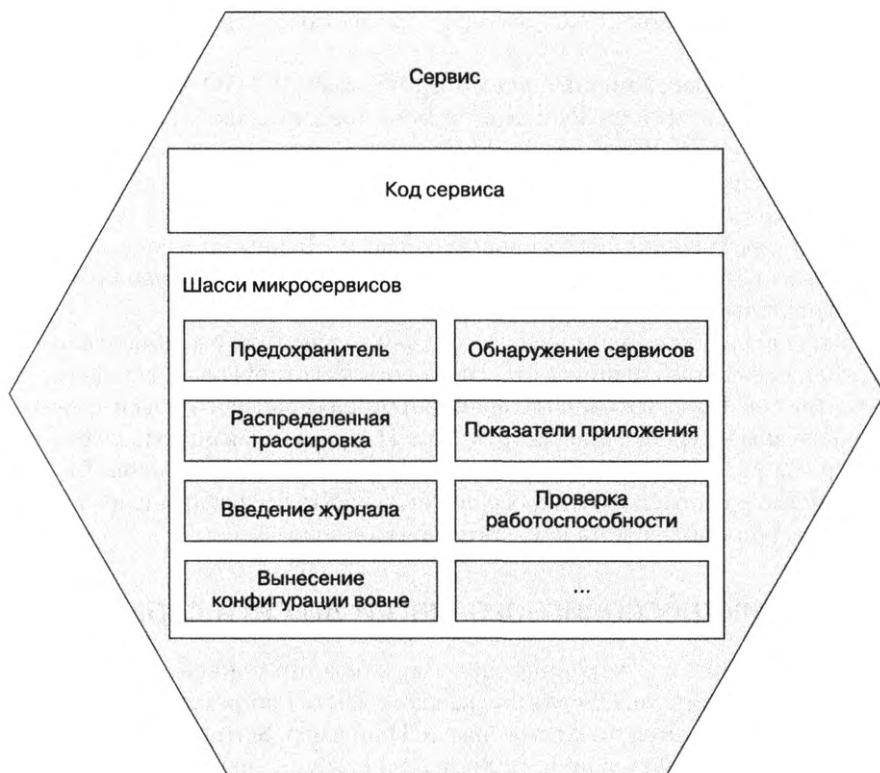 Сервис
Код сервиса
Шасси микросервисов
Предохранитель
Обнаружение сервисов
Распределенная
трассировка
Показатели приложения
Введение журнала
Проверка
работоспособности
Вынесение
конфигурации вовне
...